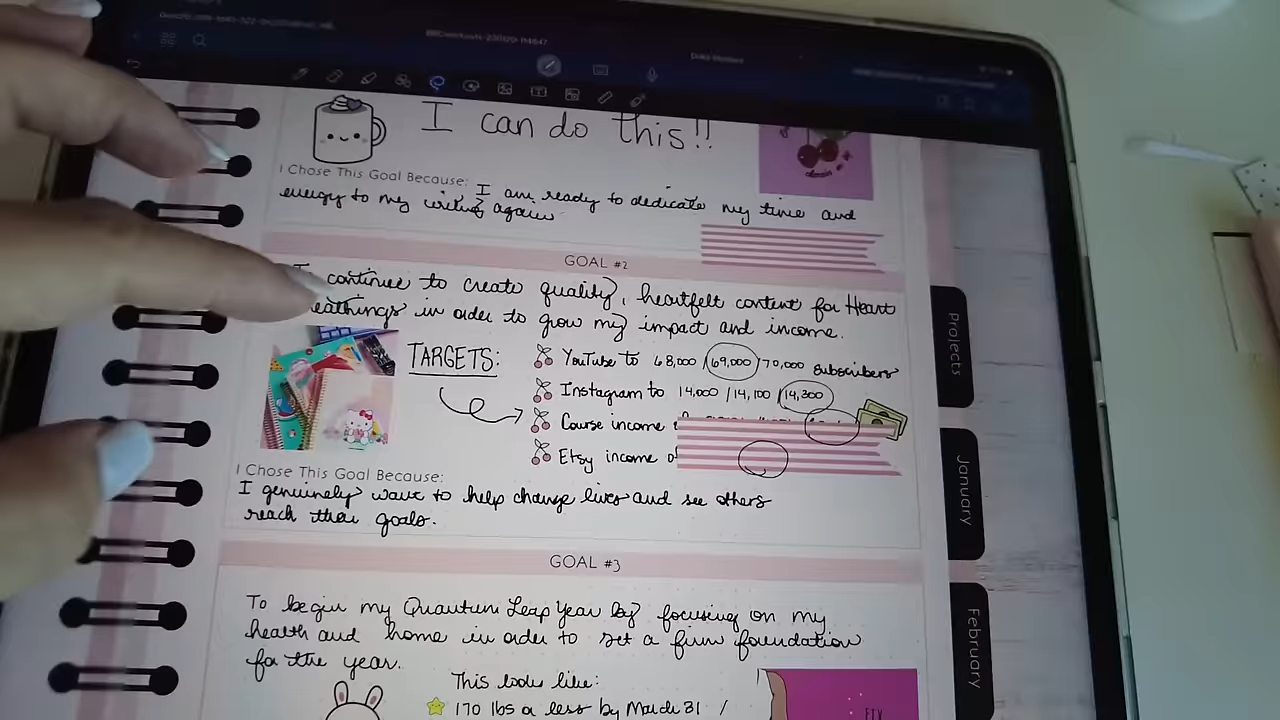 I can do this!!
I Chose This Goal Because: I am ready to dedicate my time and
energy to my writing again
GOAL #2
continue to create quality, heartfelt content for Heart
in order to grow my impact and income.
TARGETS:
YouTube to 68,000 / 69,000 / 70,000 subscribers
Instagram to 14,000 / 14,100 / 14,300
Course income
Etsy income of
I Chose This Goal Because:
I genuinely want to help change lives and see others
reach their goals.
GOAL #3
To begin my Quantum Leap Year by focusing on my
health and home in order to set a firm foundation
for the year.
This looks like:
170 lbs or less by March 31 /
Projects
January
February